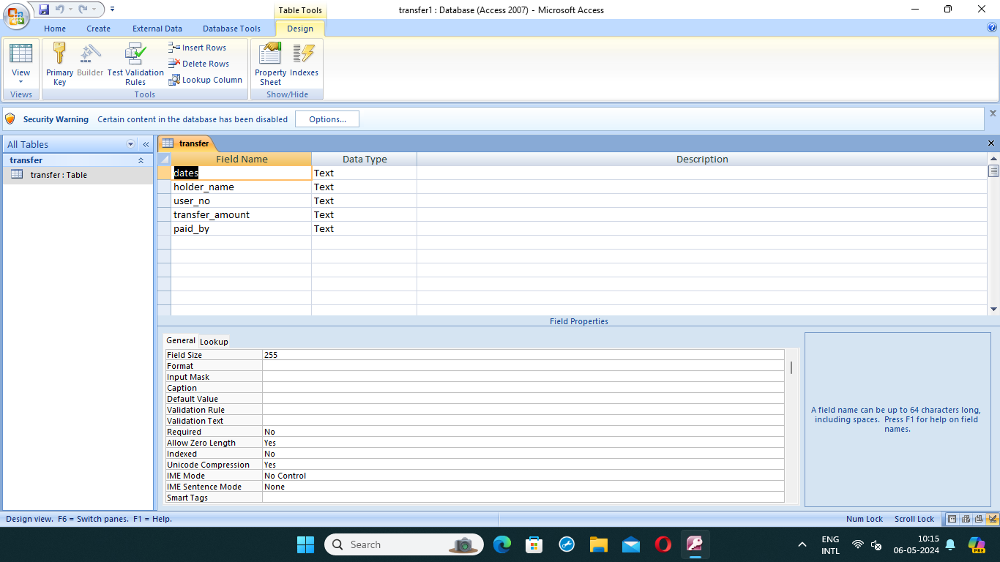 transfer1 : Database (Access 2007) - Microsoft Access
Table Tools
Home Create External Data Database Tools Design
View
Primary Key
Builder
Test Validation Rules
Insert Rows
Delete Rows
Lookup Column
Property Sheet
Indexes
Views Tools Show/Hide
Security Warning Certain content in the database has been disabled Options...
All Tables
transfer
transfer : Table
transfer
Field Name Data Type Description
dates Text
holder_name Text
user_no Text
transfer_amount Text
paid_by Text
Field Properties
General Lookup
Field Size 255
Format
Input Mask
Caption
Default Value
Validation Rule
Validation Text
Required No
Allow Zero Length Yes
Indexed No
Unicode Compression Yes
IME Mode No Control
IME Sentence Mode None
Smart Tags
A field name can be up to 64 characters long,
including spaces. Press F1 for help on field
names.
Design view. F6 = Switch panes. F1 = Help.
Num Lock Scroll Lock
Search
ENG
INTL
10:15
06-05-2024
PRE